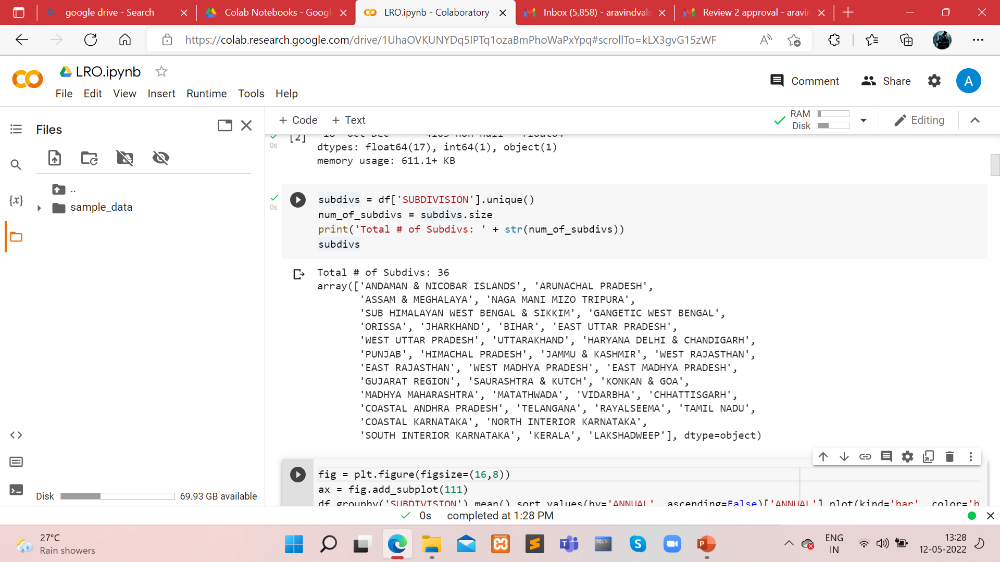 google drive - Search
Colab Notebooks - Googl
LRO.ipynb - Colaboratory
Inbox (5,858) - aravindvals
Review 2 approval - aravin
https://colab.research.google.com/drive/1UhaOVKUNYDq5IPTq1ozaBmPhoWaPxYpq#scrollTo=kLX3gvG15zWF
LRO.ipynb
Comment
Share
A
File Edit View Insert Runtime Tools Help
Files
+ Code + Text
RAM
Disk
Editing
..
sample_data
{x}
[2]
0s
18 Oct-Dec 4103 non-null float64
dtypes: float64(17), int64(1), object(1)
memory usage: 611.1+ KB
0s
subdivs = df['SUBDIVISION'].unique()
num_of_subdivs = subdivs.size
print('Total # of Subdivs: ' + str(num_of_subdivs))
subdivs
Total # of Subdivs: 36
array(['ANDAMAN & NICOBAR ISLANDS', 'ARUNACHAL PRADESH',
'ASSAM & MEGHALAYA', 'NAGA MANI MIZO TRIPURA',
'SUB HIMALAYAN WEST BENGAL & SIKKIM', 'GANGETIC WEST BENGAL',
'ORISSA', 'JHARKHAND', 'BIHAR', 'EAST UTTAR PRADESH',
'WEST UTTAR PRADESH', 'UTTARAKHAND', 'HARYANA DELHI & CHANDIGARH',
'PUNJAB', 'HIMACHAL PRADESH', 'JAMMU & KASHMIR', 'WEST RAJASTHAN',
'EAST RAJASTHAN', 'WEST MADHYA PRADESH', 'EAST MADHYA PRADESH',
'GUJARAT REGION', 'SAURASHTRA & KUTCH', 'KONKAN & GOA',
'MADHYA MAHARASHTRA', 'MATATHWADA', 'VIDARBHA', 'CHHATTISGARH',
'COASTAL ANDHRA PRADESH', 'TELANGANA', 'RAYALSEEMA', 'TAMIL NADU',
'COASTAL KARNATAKA', 'NORTH INTERIOR KARNATAKA',
'SOUTH INTERIOR KARNATAKA', 'KERALA', 'LAKSHADWEEP'], dtype=object)
fig = plt.figure(figsize=(16,8))
ax = fig.add_subplot(111)
df.groupby('SUBDIVISION').mean().sort_values(by='ANNUAL', ascending=False)['ANNUAL'].plot(kind='bar', color='b'
Disk 69.93 GB available
0s completed at 1:28 PM
27°C
Rain showers
ENG
IN
13:28
12-05-2022